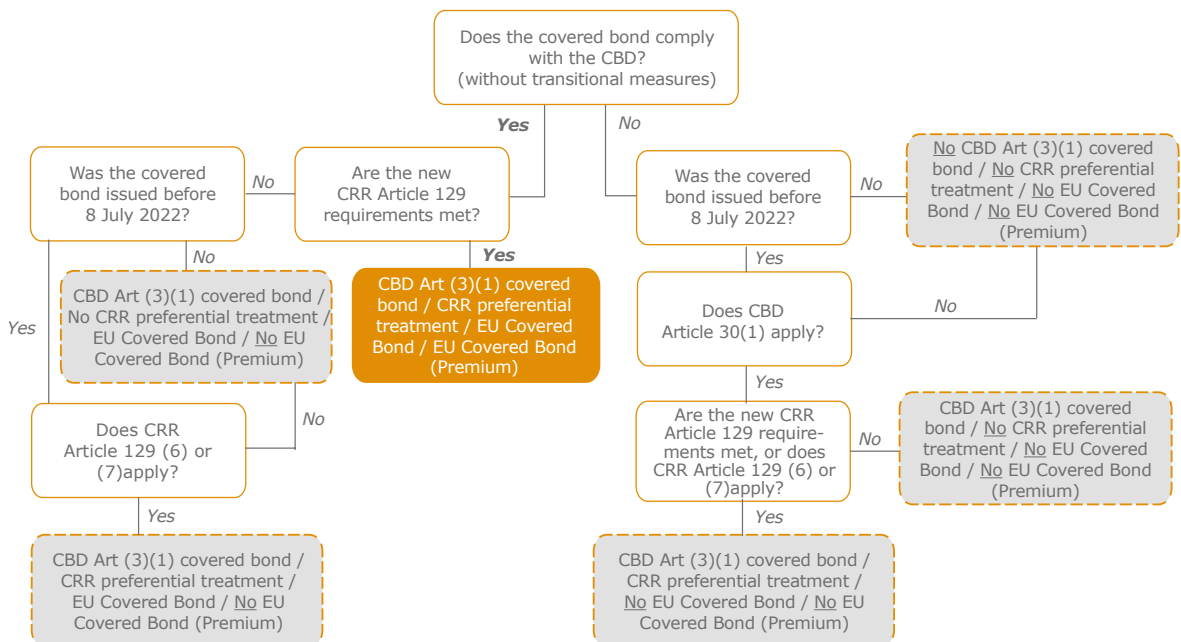 Does the covered bond comply
with the CBD?
(without transitional measures)
Yes
No
Was the covered
bond issued before
8 July 2022?
No
Are the new
CRR Article 129
requirements met?
Was the covered
bond issued before
8 July 2022?
No
No CBD Art (3)(1) covered
bond / No CRR preferential
treatment / No EU Covered
Bond / No EU Covered Bond
(Premium)
No
Yes
Yes
CBD Art (3)(1) covered bond /
No CRR preferential treatment /
EU Covered Bond / No EU
Covered Bond (Premium)
CBD Art (3)(1) covered
bond / CRR preferential
treatment / EU Covered
Bond / EU Covered Bond
(Premium)
Does CBD
Article 30(1) apply?
No
Yes
No
Yes
Does CRR
Article 129 (6) or
(7)apply?
Are the new CRR
Article 129 require-
ments met, or does
CRR Article 129 (6) or
(7)apply?
No
CBD Art (3)(1) covered
bond / No CRR preferential
treatment / No EU Covered
Bond / No EU Covered Bond
(Premium)
Yes
Yes
CBD Art (3)(1) covered bond /
CRR preferential treatment /
EU Covered Bond / No EU
Covered Bond (Premium)
CBD Art (3)(1) covered bond /
CRR preferential treatment /
No EU Covered Bond / No EU
Covered Bond (Premium)